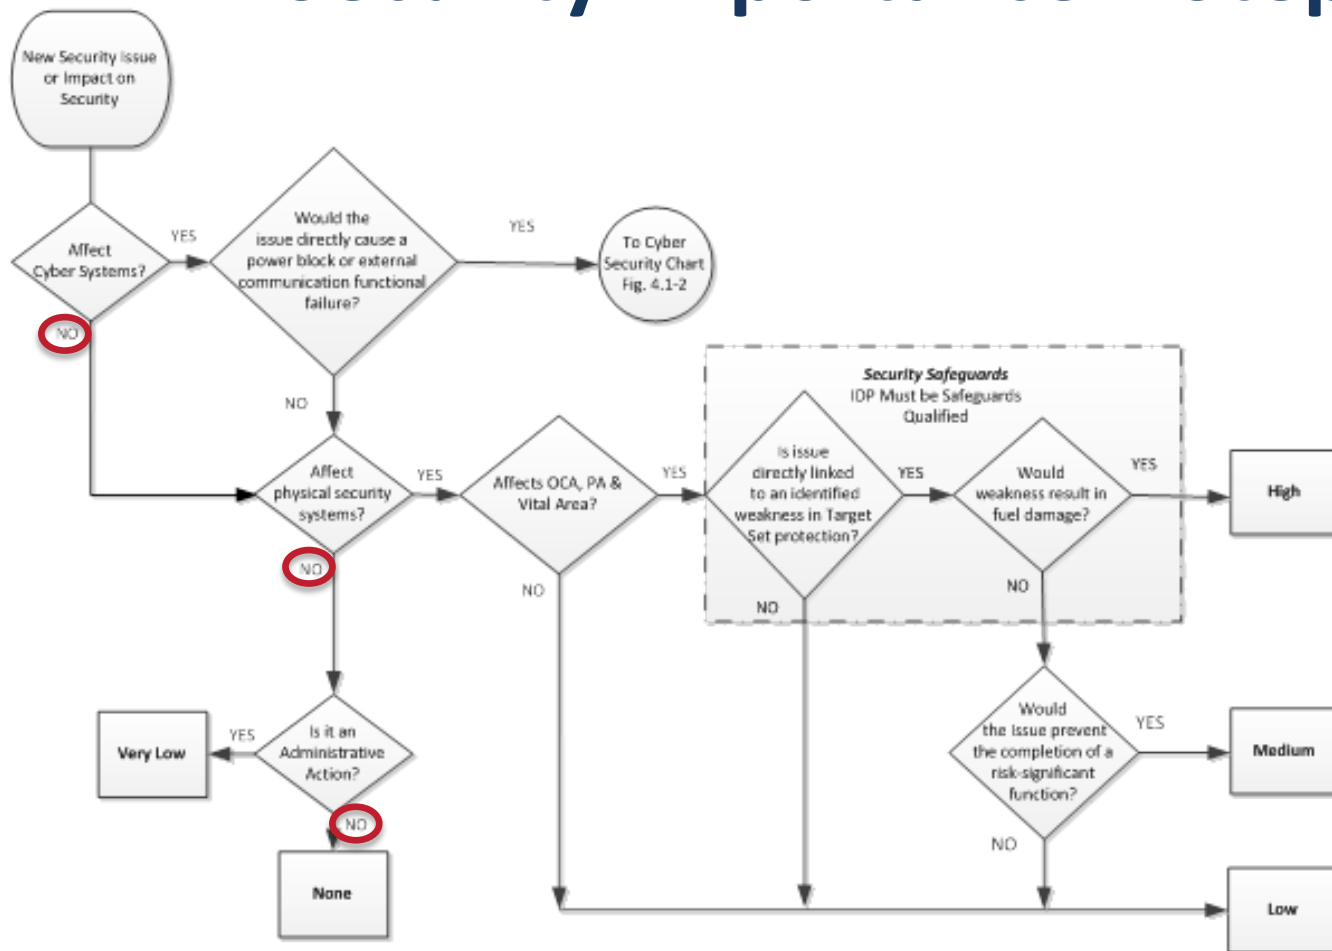 New Security Issue
or Impact on
Security
Affect
Cyber Systems?
YES
NO
Would the
issue directly cause a
power block or external
communication functional
failure?
YES
NO
To Cyber
Security Chart
Fig. 4.1-2
Affect
physical security
systems?
YES
NO
Affects OCA, PA &
Vital Area?
YES
NO
Security Safeguards
IDP Must be Safeguards
Qualified
Is issue
directly linked
to an identified
weakness in Target
Set protection?
YES
NO
Would
weakness result in
fuel damage?
YES
NO
High
Is it an
Administrative
Action?
YES
NO
Very Low
None
Would
the Issue prevent
the completion of a
risk-significant
function?
YES
NO
Medium
Low